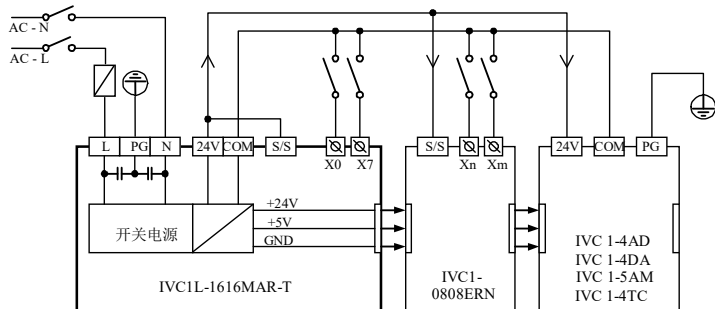 AC - N
AC - L
L PG N 24V COM S/S X0 X7 S/S Xn Xm 24V COM PG
+24V
+5V
GND
开关电源
IVC1L-1616MAR-T
IVC1-
0808ERN
IVC 1-4AD
IVC 1-4DA
IVC 1-5AM
IVC 1-4TC